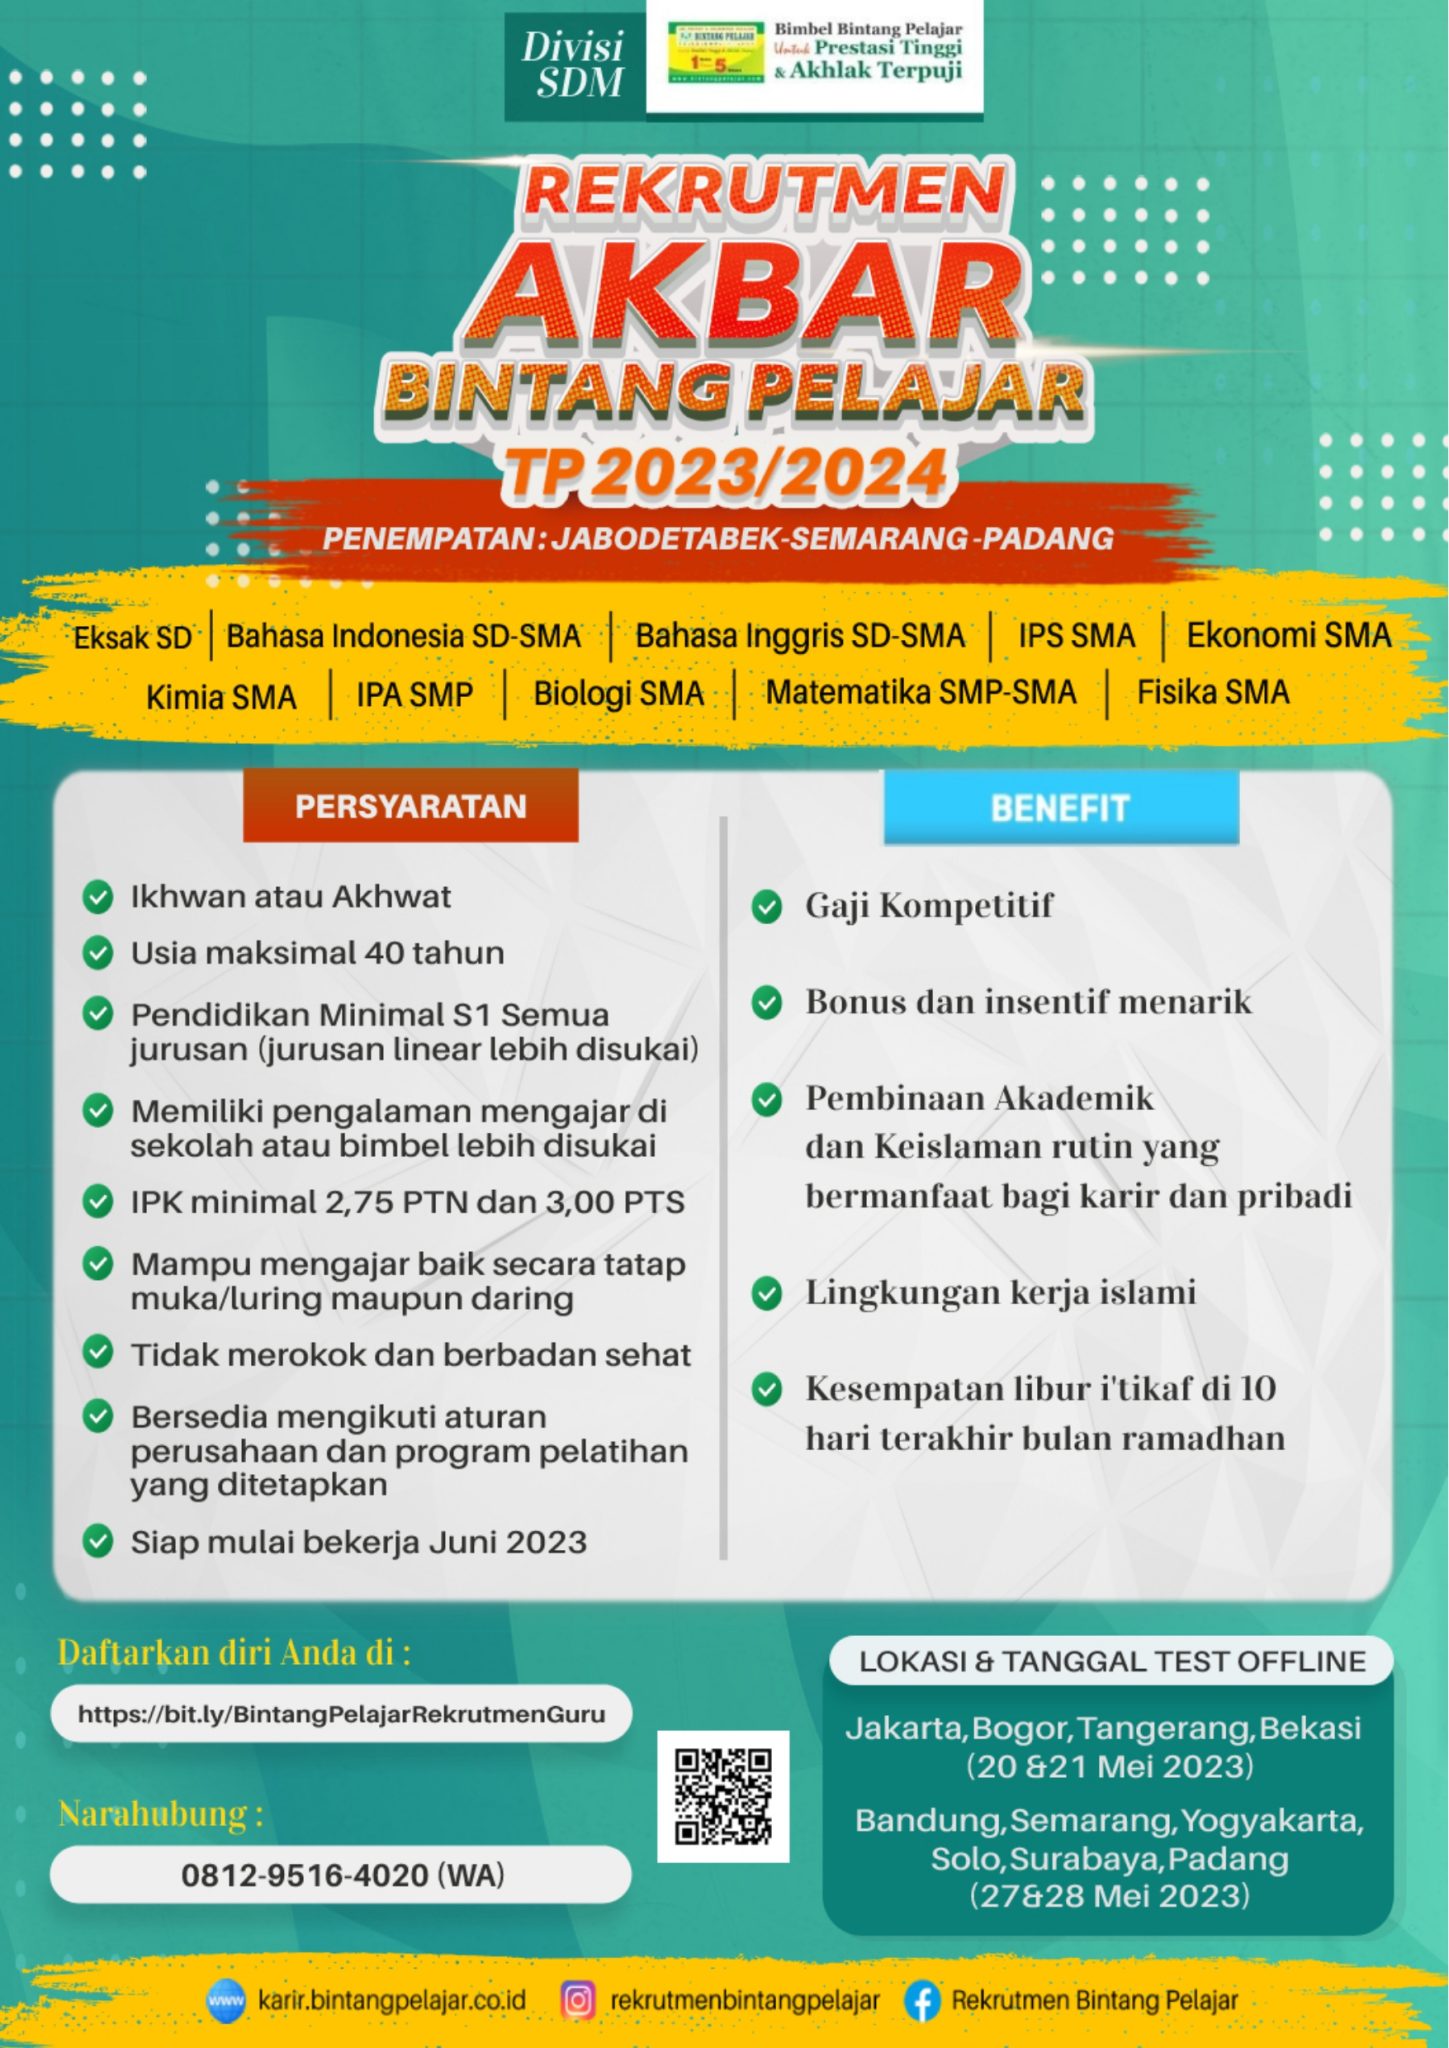 Divisi
SDM
BINTANG PELAJAR
Bimbel Bintang Pelajar
Untuk Prestasi Tinggi
& Akhlak Terpuji
REKRUTMEN
AKBAR
BINTANG PELAJAR
TP 2023/2024
PENEMPATAN : JABODETABEK-SEMARANG -PADANG
Eksak SD | Bahasa Indonesia SD-SMA | Bahasa Inggris SD-SMA | IPS SMA | Ekonomi SMA
Kimia SMA | IPA SMP | Biologi SMA | Matematika SMP-SMA | Fisika SMA
PERSYARATAN
Ikhwan atau Akhwat
Usia maksimal 40 tahun
Pendidikan Minimal S1 Semua
jurusan (jurusan linear lebih disukai)
Memiliki pengalaman mengajar di
sekolah atau bimbel lebih disukai
IPK minimal 2,75 PTN dan 3,00 PTS
Mampu mengajar baik secara tatap
muka/luring maupun daring
Tidak merokok dan berbadan sehat
Bersedia mengikuti aturan
perusahaan dan program pelatihan
yang ditetapkan
Siap mulai bekerja Juni 2023
BENEFIT
Gaji Kompetitif
Bonus dan insentif menarik
Pembinaan Akademik
dan Keislaman rutin yang
bermanfaat bagi karir dan pribadi
Lingkungan kerja islami
Kesempatan libur i'tikaf di 10
hari terakhir bulan ramadhan
Daftarkan diri Anda di :
https://bit.ly/BintangPelajarRekrutmenGuru
Narahubung :
0812-9516-4020 (WA)
LOKASI & TANGGAL TEST OFFLINE
Jakarta,Bogor,Tangerang,Bekasi
(20 &21 Mei 2023)
Bandung,Semarang,Yogyakarta,
Solo,Surabaya,Padang
(27&28 Mei 2023)
www karir.bintangpelajar.co.id
rekrutmenbintangpelajar
Rekrutmen Bintang Pelajar